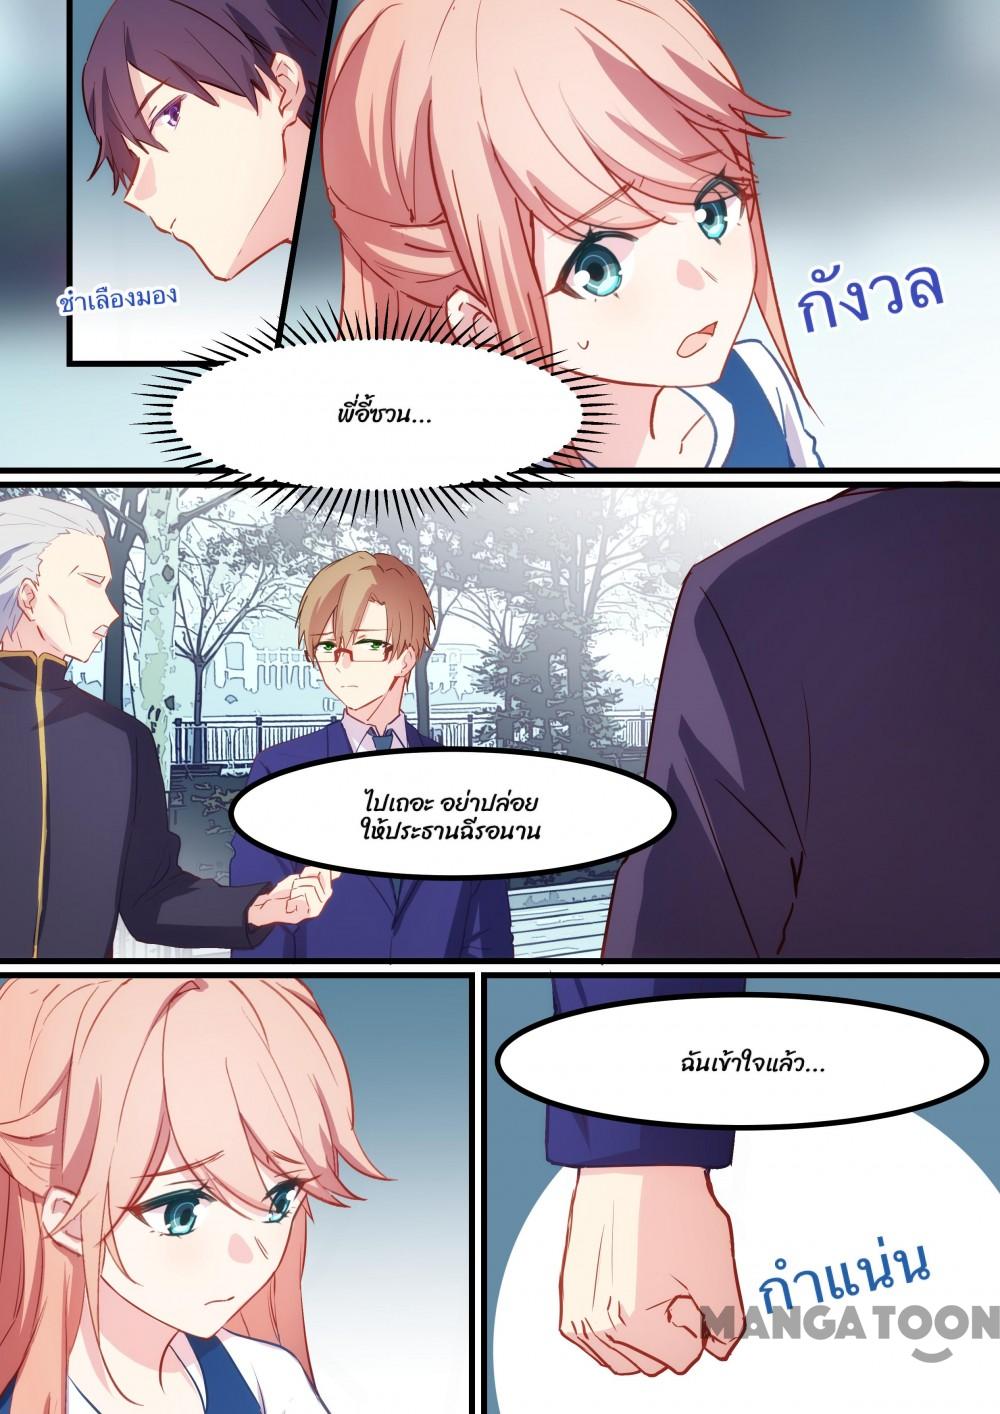 ชำเลืองมอง
กังวล
พี่อี้ซวน...
ไปเถอะ อย่าปล่อย
ให้ประธานฉีรอนาน
ฉันเข้าใจแล้ว...
กำแน่น
MANGATOON